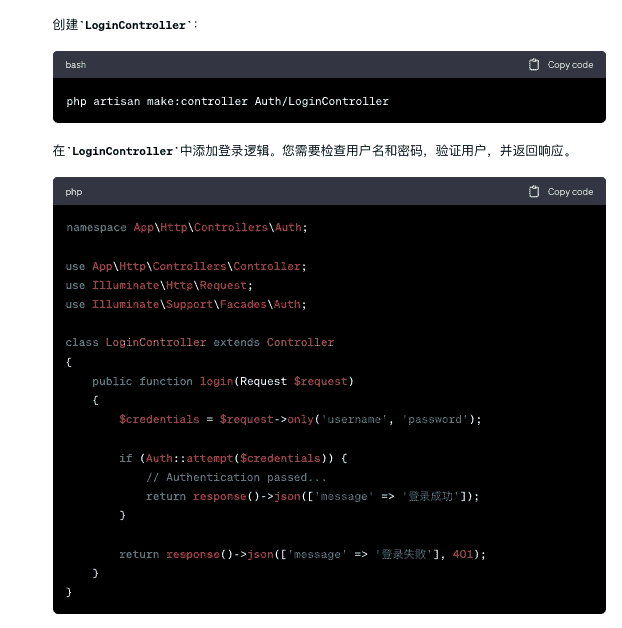 创建`LoginController`：
bash
Copy code
php artisan make:controller Auth/LoginController
在`LoginController`中添加登录逻辑。您需要检查用户名和密码，验证用户，并返回响应。
php
Copy code
namespace App\Http\Controllers\Auth;
use App\Http\Controllers\Controller;
use Illuminate\Http\Request;
use Illuminate\Support\Facades\Auth;
class LoginController extends Controller
{
    public function login(Request $request)
    {
        $credentials = $request->only('username', 'password');
        if (Auth::attempt($credentials)) {
            // Authentication passed...
            return response()->json(['message' => '登录成功']);
        }
        return response()->json(['message' => '登录失败'], 401);
    }
}